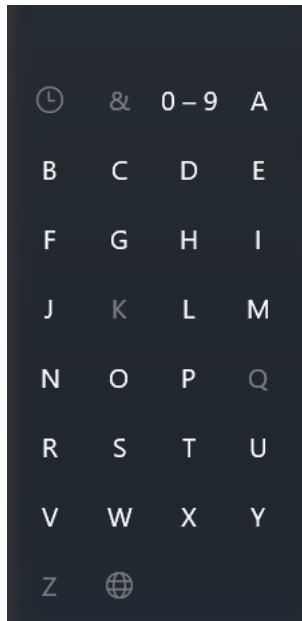 & 0 – 9 A
B C D E
F G H I
J K L M
N O P Q
R S T U
V W X Y
Z